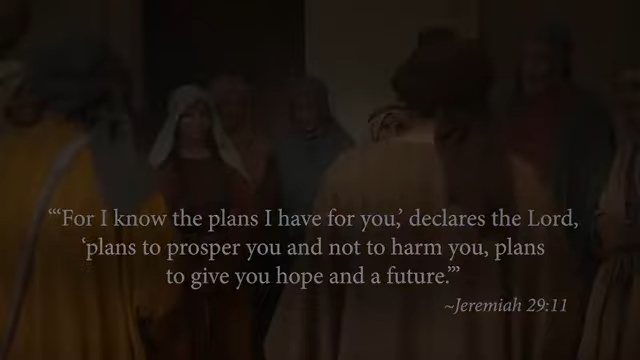 “‘For I know the plans I have for you,’ declares the Lord,
‘plans to prosper you and not to harm you, plans
to give you hope and a future.’”
~Jeremiah 29:11